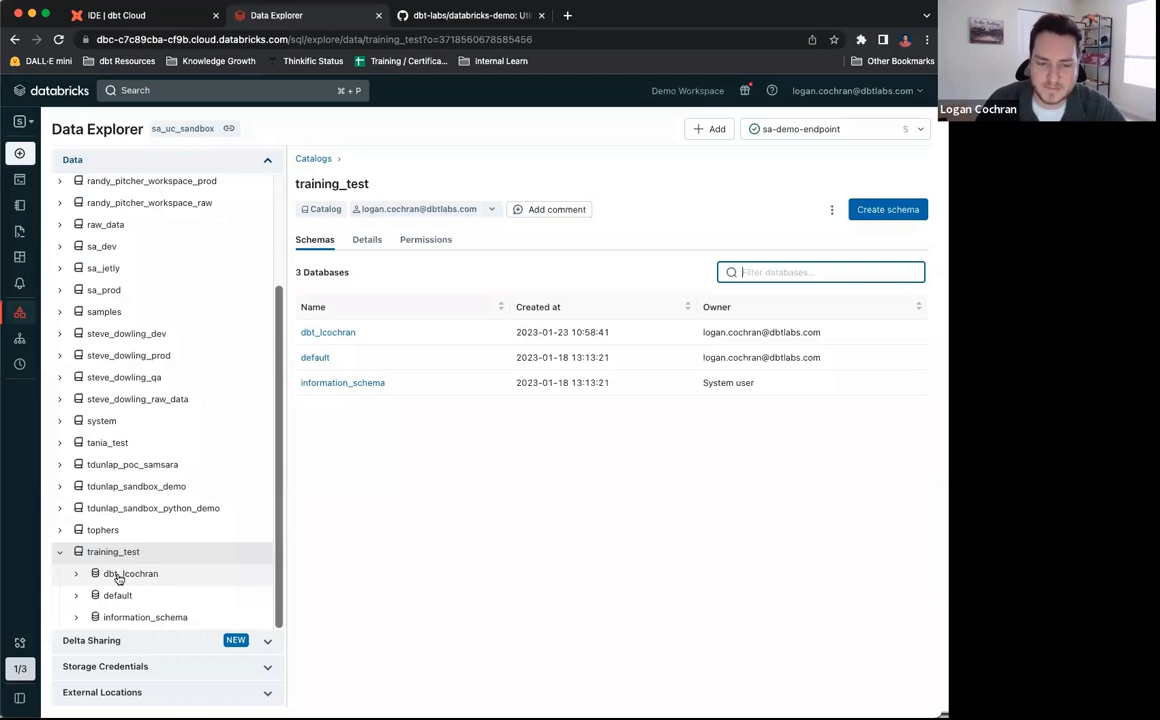 IDE | dbt Cloud
Data Explorer
dbt-labs/databricks-demo: Util
dbc-c7c89cba-cf9b.cloud.databricks.com/sql/explore/data/training_test?o=3718560678585456
DALL-E mini
dbt Resources
Knowledge Growth
Thinkific Status
Training / Certifica...
Internal Learn
Other Bookmarks
databricks
Search
⌘ + P
Demo Workspace
logan.cochran@dbtlabs.com
Logan Cochran
Data Explorer
sa_uc_sandbox
Add
sa-demo-endpoint
S
Data
randy_pitcher_workspace_prod
randy_pitcher_workspace_raw
raw_data
sa_dev
sa_jetly
sa_prod
samples
steve_dowling_dev
steve_dowling_prod
steve_dowling_qa
steve_dowling_raw_data
system
tania_test
tdunlap_poc_samsara
tdunlap_sandbox_demo
tdunlap_sandbox_python_demo
tophers
training_test
dbt_lcochran
default
information_schema
Delta Sharing
NEW
Storage Credentials
External Locations
1/3
Catalogs ›
training_test
Catalog
logan.cochran@dbtlabs.com
Add comment
Create schema
Schemas
Details
Permissions
3 Databases
Filter databases...
Name
Created at
Owner
dbt_lcochran
2023-01-23 10:58:41
logan.cochran@dbtlabs.com
default
2023-01-18 13:13:21
logan.cochran@dbtlabs.com
information_schema
2023-01-18 13:13:21
System user